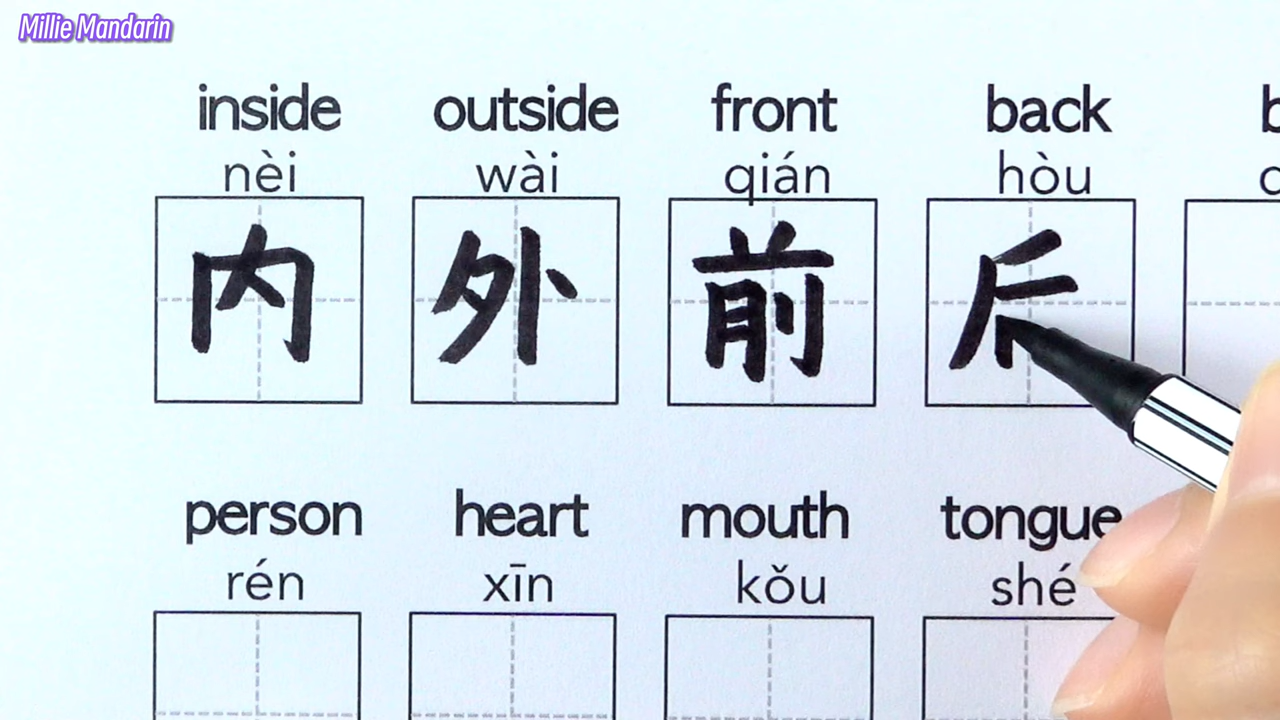 Millie Mandarin
inside outside front back
nèi wài qián hòu
内 外 前
person heart mouth tongue
rén xīn kǒu shé